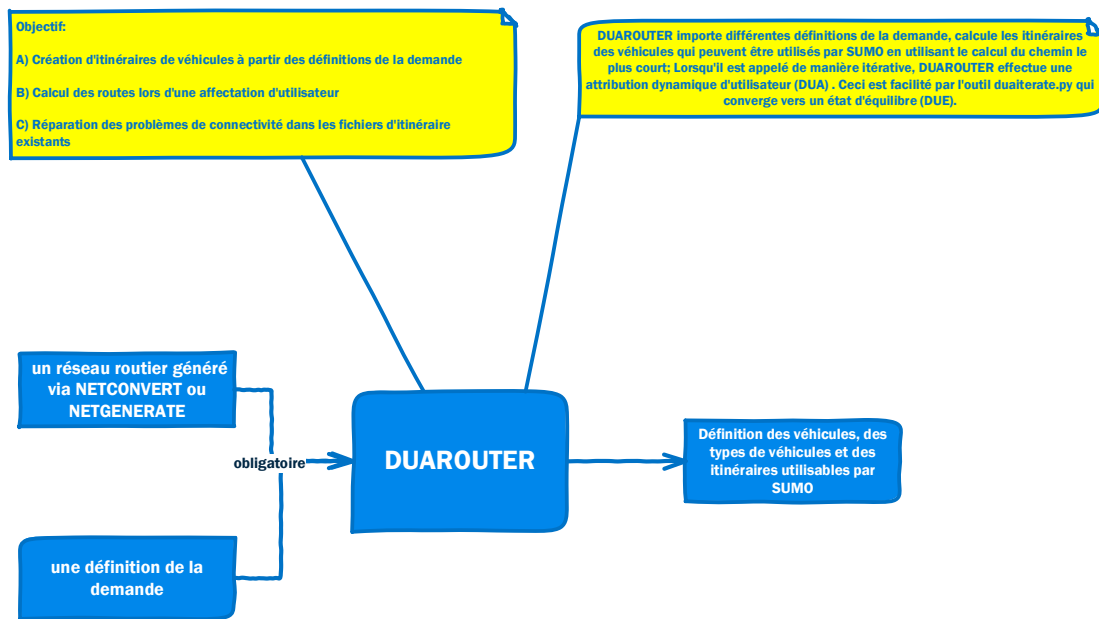 Objectif:
A) Création d'itinéraires de véhicules à partir des définitions de la demande
B) Calcul des routes lors d'une affectation d'utilisateur
C) Réparation des problèmes de connectivité dans les fichiers d'itinéraire
existants
DUAROUTER importe différentes définitions de la demande, calcule les itinéraires
des véhicules qui peuvent être utilisés par SUMO en utilisant le calcul du chemin le
plus court; Lorsqu'il est appelé de manière itérative, DUAROUTER effectue une
attribution dynamique d'utilisateur (DUA) . Ceci est facilité par l'outil duaiterate.py qui
converge vers un état d'équilibre (DUE).
un réseau routier généré
via NETCONVERT ou
NETGENERATE
obligatoire
une définition de la
demande
DUAROUTER
Définition des véhicules, des
types de véhicules et des
itinéraires utilisables par
SUMO